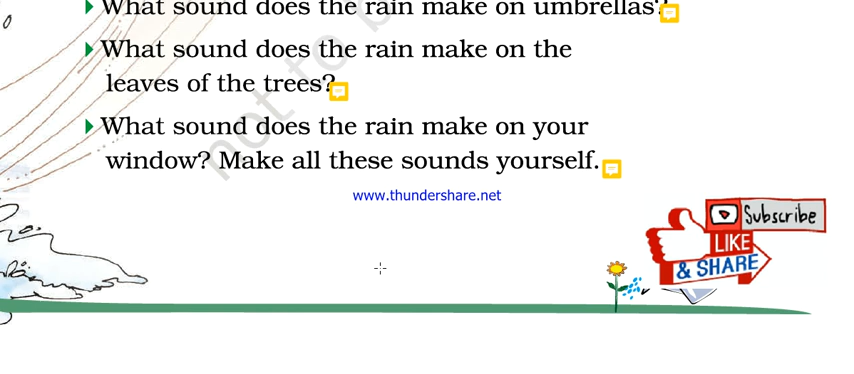 What sound does the rain make on umbrellas?
What sound does the rain make on the
leaves of the trees?
What sound does the rain make on your
window? Make all these sounds yourself.
www.thundershare.net
Subscribe
LIKE
& SHARE
not to b